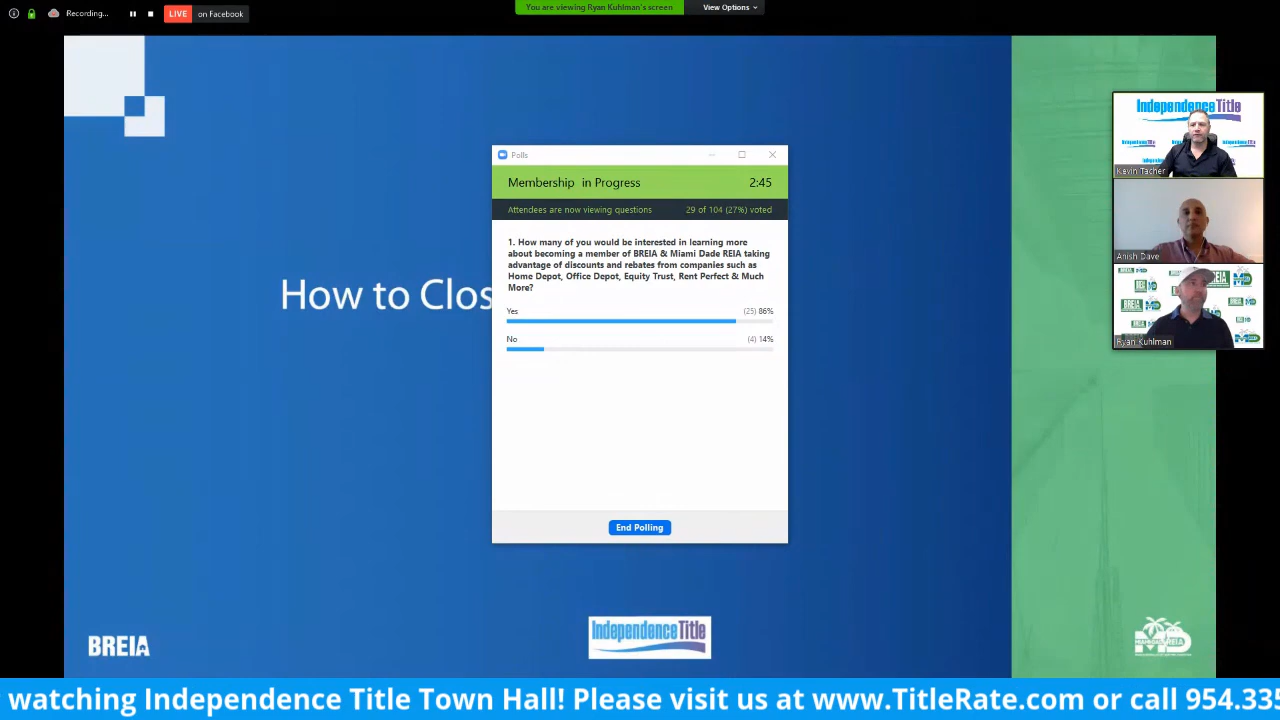 Recording...
LIVE on Facebook
You are viewing Ryan Kuhlman's screen
View Options
Polls
Membership in Progress 2:45
Attendees are now viewing questions 29 of 104 (27%) voted
1. How many of you would be interested in learning more
about becoming a member of BREIA & Miami Dade REIA taking
advantage of discounts and rebates from companies such as
Home Depot, Office Depot, Equity Trust, Rent Perfect & Much
More?
Yes (25) 86%
No (4) 14%
End Polling
How to Clos
IndependenceTitle
Kevin Tacher
Anish Dave
BREIA
Ryan Kuhlman
BREIA
IndependenceTitle
watching Independence Title Town Hall! Please visit us at www.TitleRate.com or call 954.335